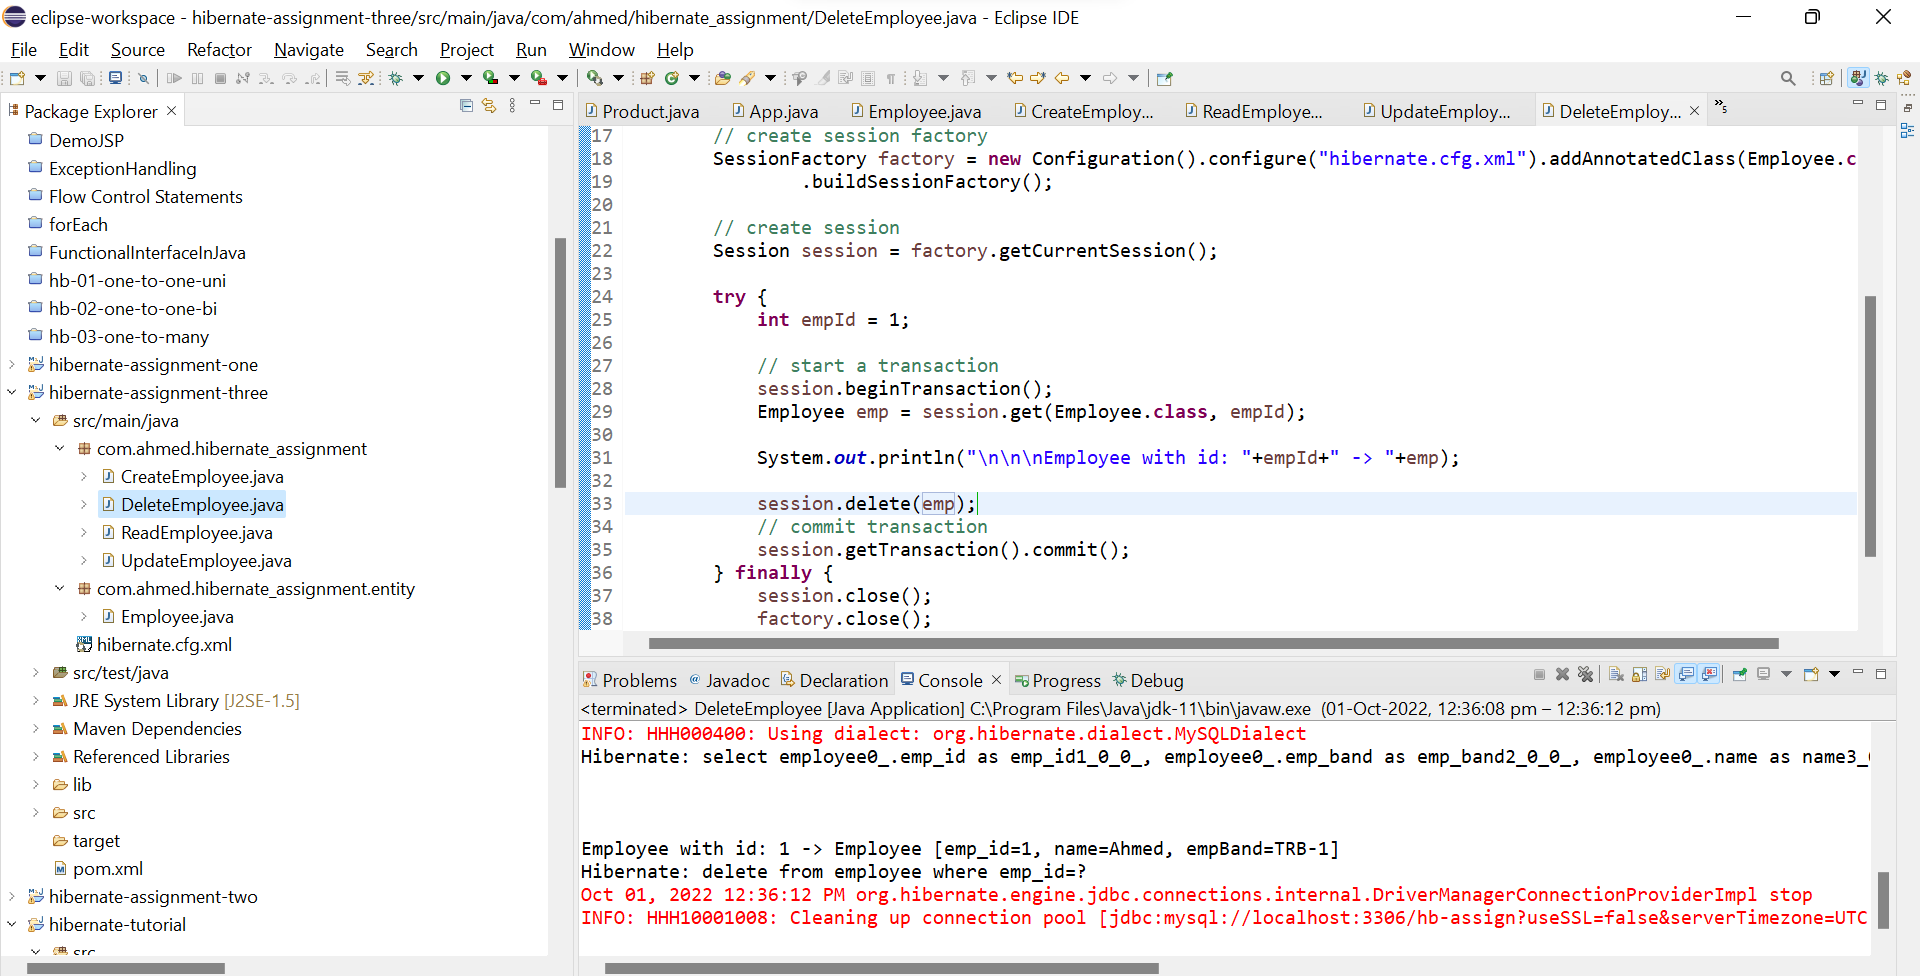 eclipse-workspace - hibernate-assignment-three/src/main/java/com/ahmed/hibernate_assignment/DeleteEmployee.java - Eclipse IDE
File Edit Source Refactor Navigate Search Project Run Window Help
Package Explorer
DemoJSP
ExceptionHandling
Flow Control Statements
forEach
FunctionalInterfaceInJava
hb-01-one-to-one-uni
hb-02-one-to-one-bi
hb-03-one-to-many
hibernate-assignment-one
hibernate-assignment-three
src/main/java
com.ahmed.hibernate_assignment
CreateEmployee.java
DeleteEmployee.java
ReadEmployee.java
UpdateEmployee.java
com.ahmed.hibernate_assignment.entity
Employee.java
hibernate.cfg.xml
src/test/java
JRE System Library [J2SE-1.5]
Maven Dependencies
Referenced Libraries
lib
src
target
pom.xml
hibernate-assignment-two
hibernate-tutorial
src
Product.java App.java Employee.java CreateEmploy... ReadEmploye... UpdateEmploy... DeleteEmploy... »5
17 // create session factory
18 SessionFactory factory = new Configuration().configure("hibernate.cfg.xml").addAnnotatedClass(Employee.c
19 .buildSessionFactory();
20
21 // create session
22 Session session = factory.getCurrentSession();
23
24 try {
25 int empId = 1;
26
27 // start a transaction
28 session.beginTransaction();
29 Employee emp = session.get(Employee.class, empId);
30
31 System.out.println("\n\n\nEmployee with id: "+empId+" -> "+emp);
32
33 session.delete(emp);
34 // commit transaction
35 session.getTransaction().commit();
36 } finally {
37 session.close();
38 factory.close();
Problems Javadoc Declaration Console Progress Debug
<terminated> DeleteEmployee [Java Application] C:\Program Files\Java\jdk-11\bin\javaw.exe (01-Oct-2022, 12:36:08 pm – 12:36:12 pm)
INFO: HHH000400: Using dialect: org.hibernate.dialect.MySQLDialect
Hibernate: select employee0_.emp_id as emp_id1_0_0_, employee0_.emp_band as emp_band2_0_0_, employee0_.name as name3_
Employee with id: 1 -> Employee [emp_id=1, name=Ahmed, empBand=TRB-1]
Hibernate: delete from employee where emp_id=?
Oct 01, 2022 12:36:12 PM org.hibernate.engine.jdbc.connections.internal.DriverManagerConnectionProviderImpl stop
INFO: HHH10001008: Cleaning up connection pool [jdbc:mysql://localhost:3306/hb-assign?useSSL=false&serverTimezone=UTC